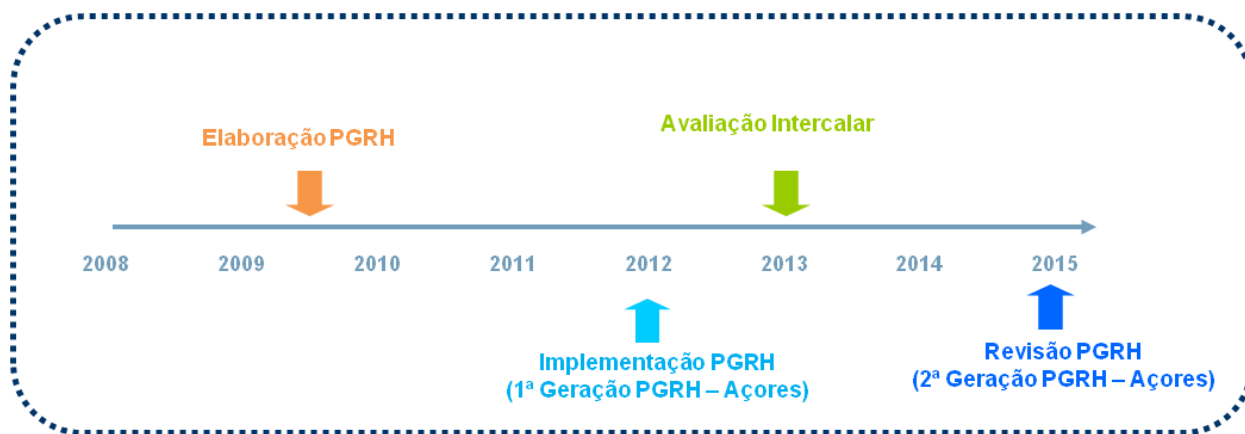 Elaboração PGRH
Avaliação Intercalar
2008 2009 2010 2011 2012 2013 2014 2015
Implementação PGRH
(1ª Geração PGRH – Açores)
Revisão PGRH
(2ª Geração PGRH – Açores)